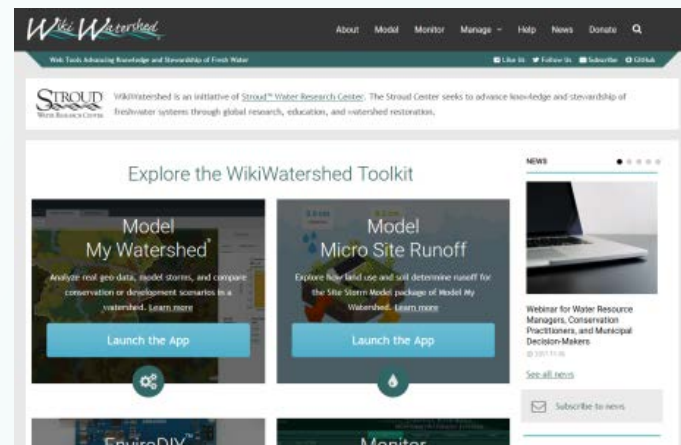 Wiki Watershed
About Model Monitor Manage Help News Donate
Web Tools Advancing Knowledge and Stewardship of Fresh Water
Like Us Follow Us Subscribe GitHub
STROUD
WATER RESEARCH CENTER
WikiWatershed is an initiative of Stroud™ Water Research Center. The Stroud Center seeks to advance knowledge and stewardship of
freshwater systems through global research, education, and watershed restoration.
Explore the WikiWatershed Toolkit
Model
My Watershed®
Analyze real geo data, model storms, and compare
conservation or development scenarios in a
watershed. Learn more
Launch the App
Model
Micro Site Runoff
Explore how land use and soil determine runoff for
the Site Storm Model package of Model My
Watershed. Learn more
Launch the App
EnviroDIY™
Monitor
NEWS
Webinar for Water Resource
Managers, Conservation
Practitioners, and Municipal
Decision-Makers
See all news
Subscribe to news